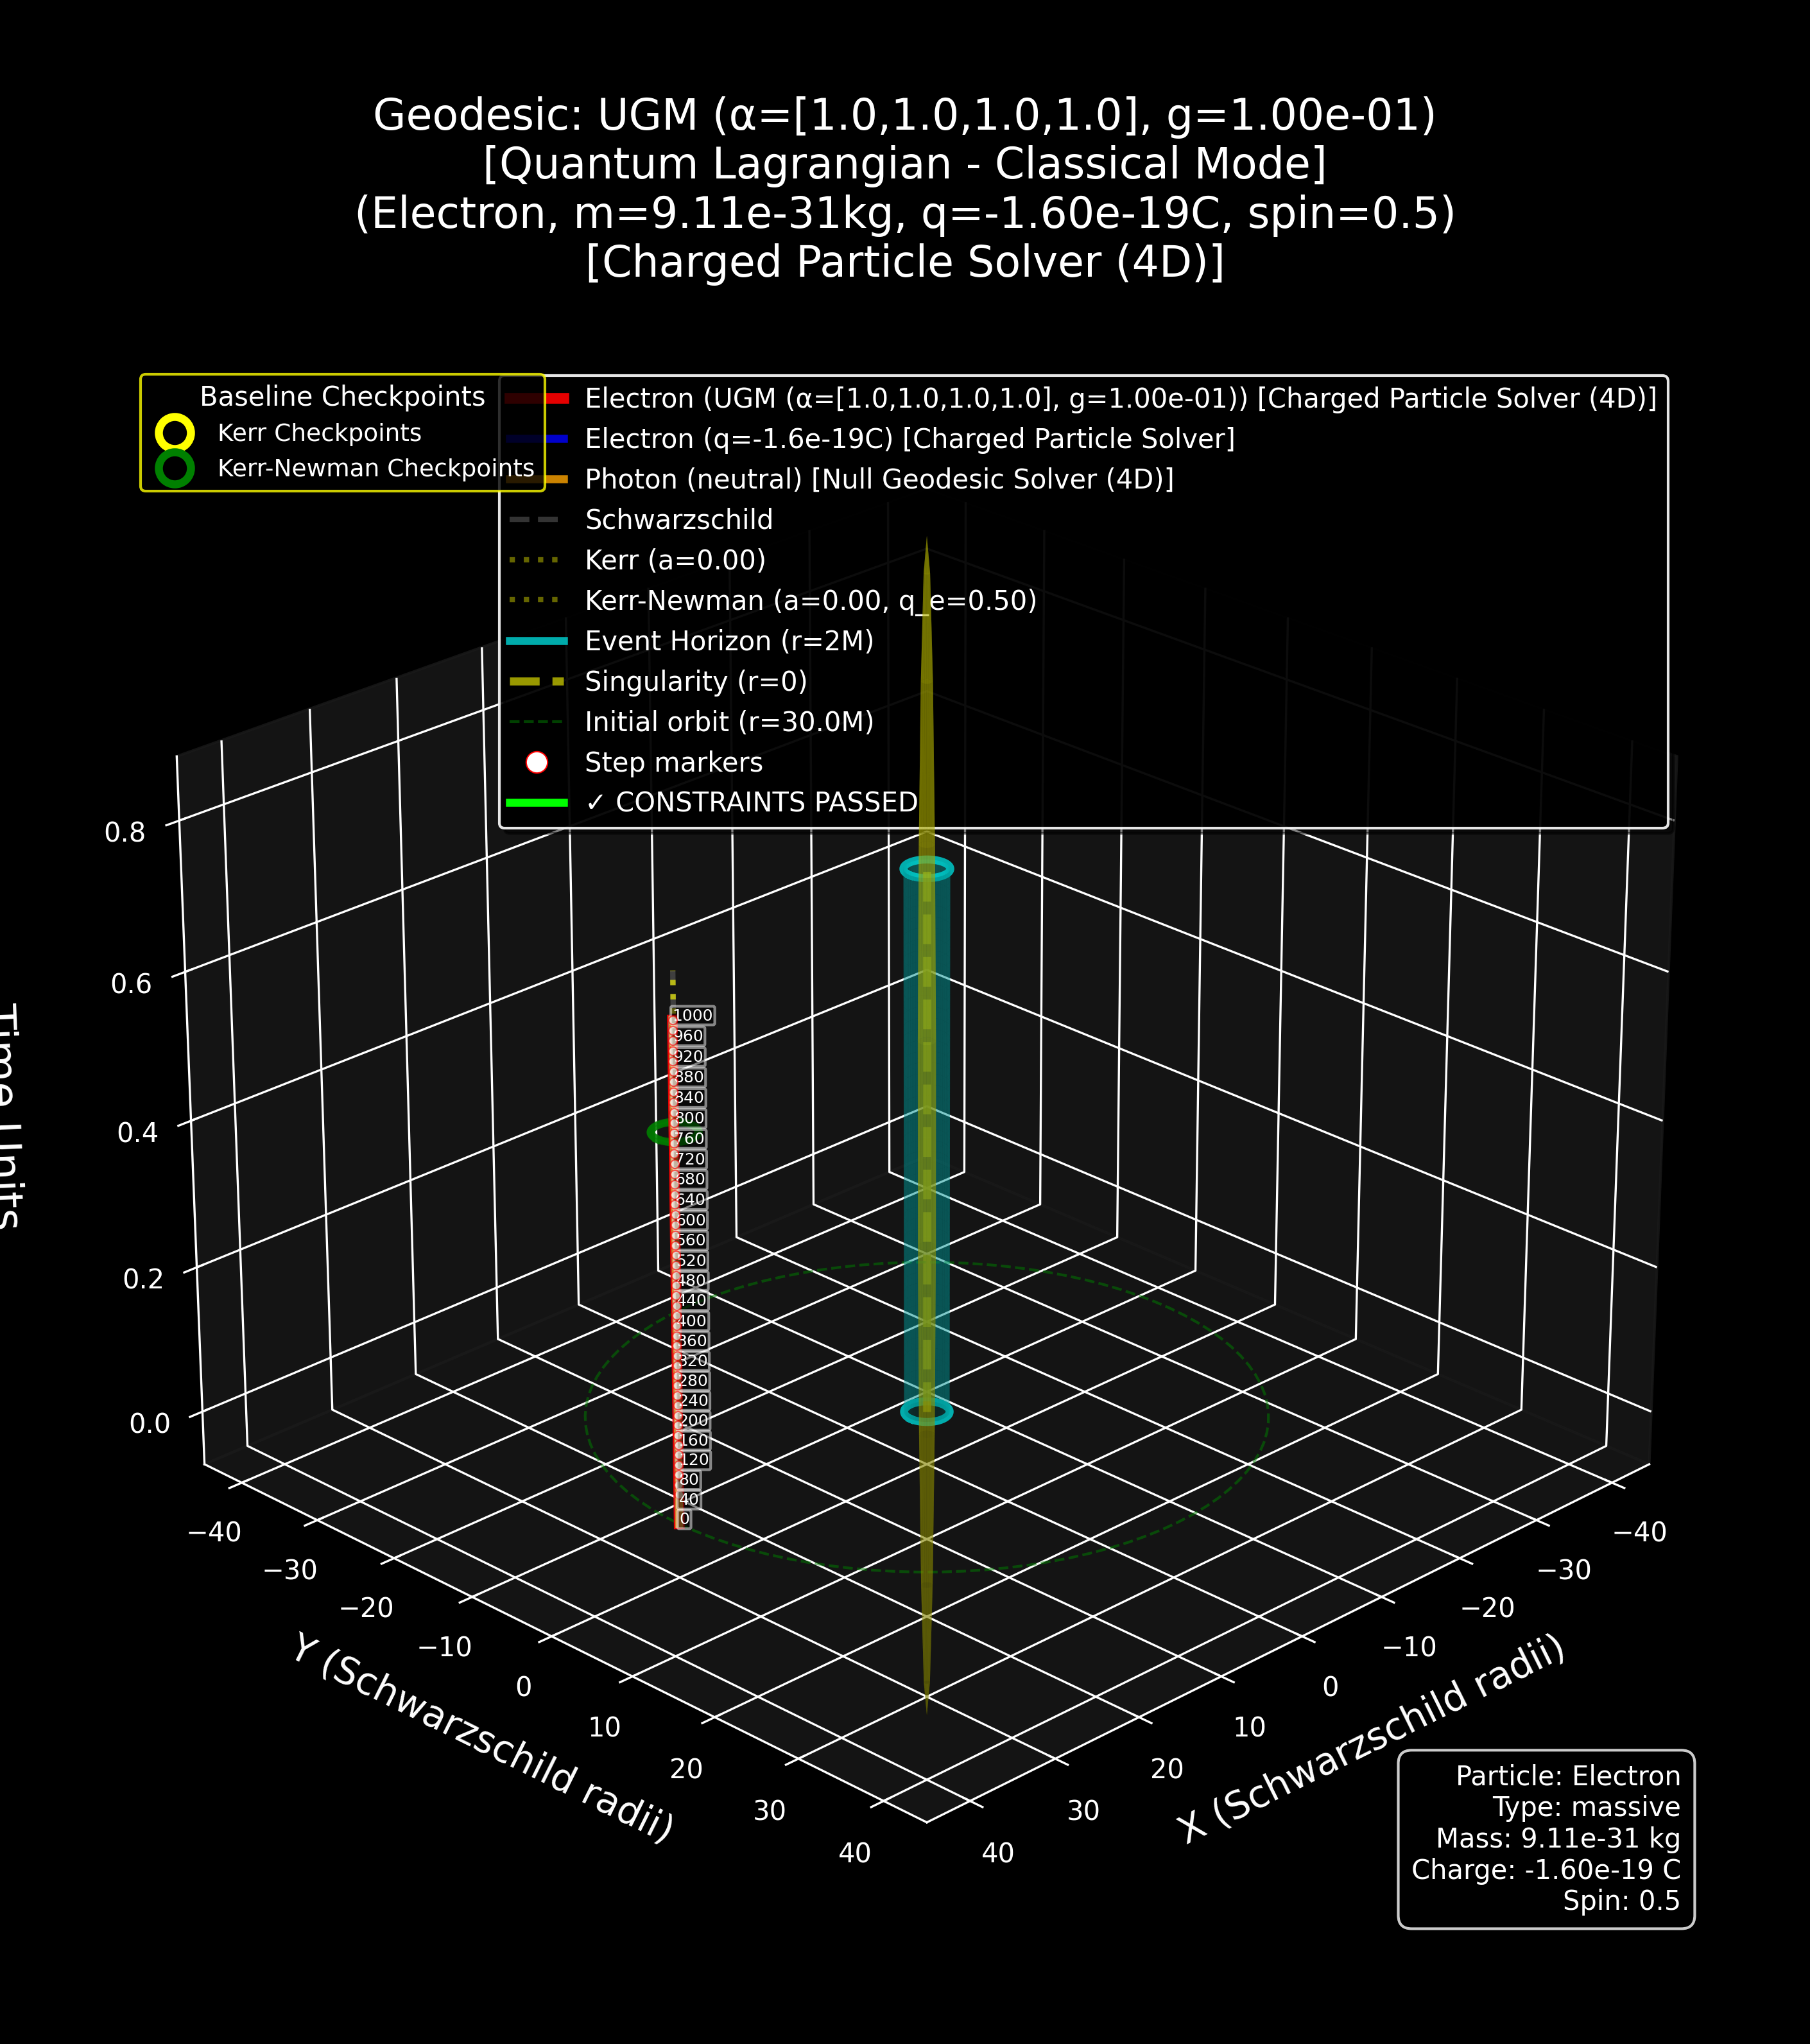 Geodesic: UGM (α=[1.0,1.0,1.0,1.0], g=1.00e-01)
[Quantum Lagrangian - Classical Mode]
(Electron, m=9.11e-31kg, q=-1.60e-19C, spin=0.5)
[Charged Particle Solver (4D)]
Baseline Checkpoints
Kerr Checkpoints
Kerr-Newman Checkpoints
Electron (UGM (α=[1.0,1.0,1.0,1.0], g=1.00e-01)) [Charged Particle Solver (4D)]
Electron (q=-1.6e-19C) [Charged Particle Solver]
Photon (neutral) [Null Geodesic Solver (4D)]
Schwarzschild
Kerr (a=0.00)
Kerr-Newman (a=0.00, q_e=0.50)
Event Horizon (r=2M)
Singularity (r=0)
Initial orbit (r=30.0M)
Step markers
✓ CONSTRAINTS PASSED
0.8
0.6
0.4
0.2
0.0
Time Units
1000
960
920
880
840
800
760
720
680
640
600
560
520
480
440
400
360
320
280
240
200
160
120
80
40
0
−40
−30
−20
−10
0
10
20
30
40
Y (Schwarzschild radii)
−40
−30
−20
−10
0
10
20
30
40
X (Schwarzschild radii)
Particle: Electron
Type: massive
Mass: 9.11e-31 kg
Charge: -1.60e-19 C
Spin: 0.5